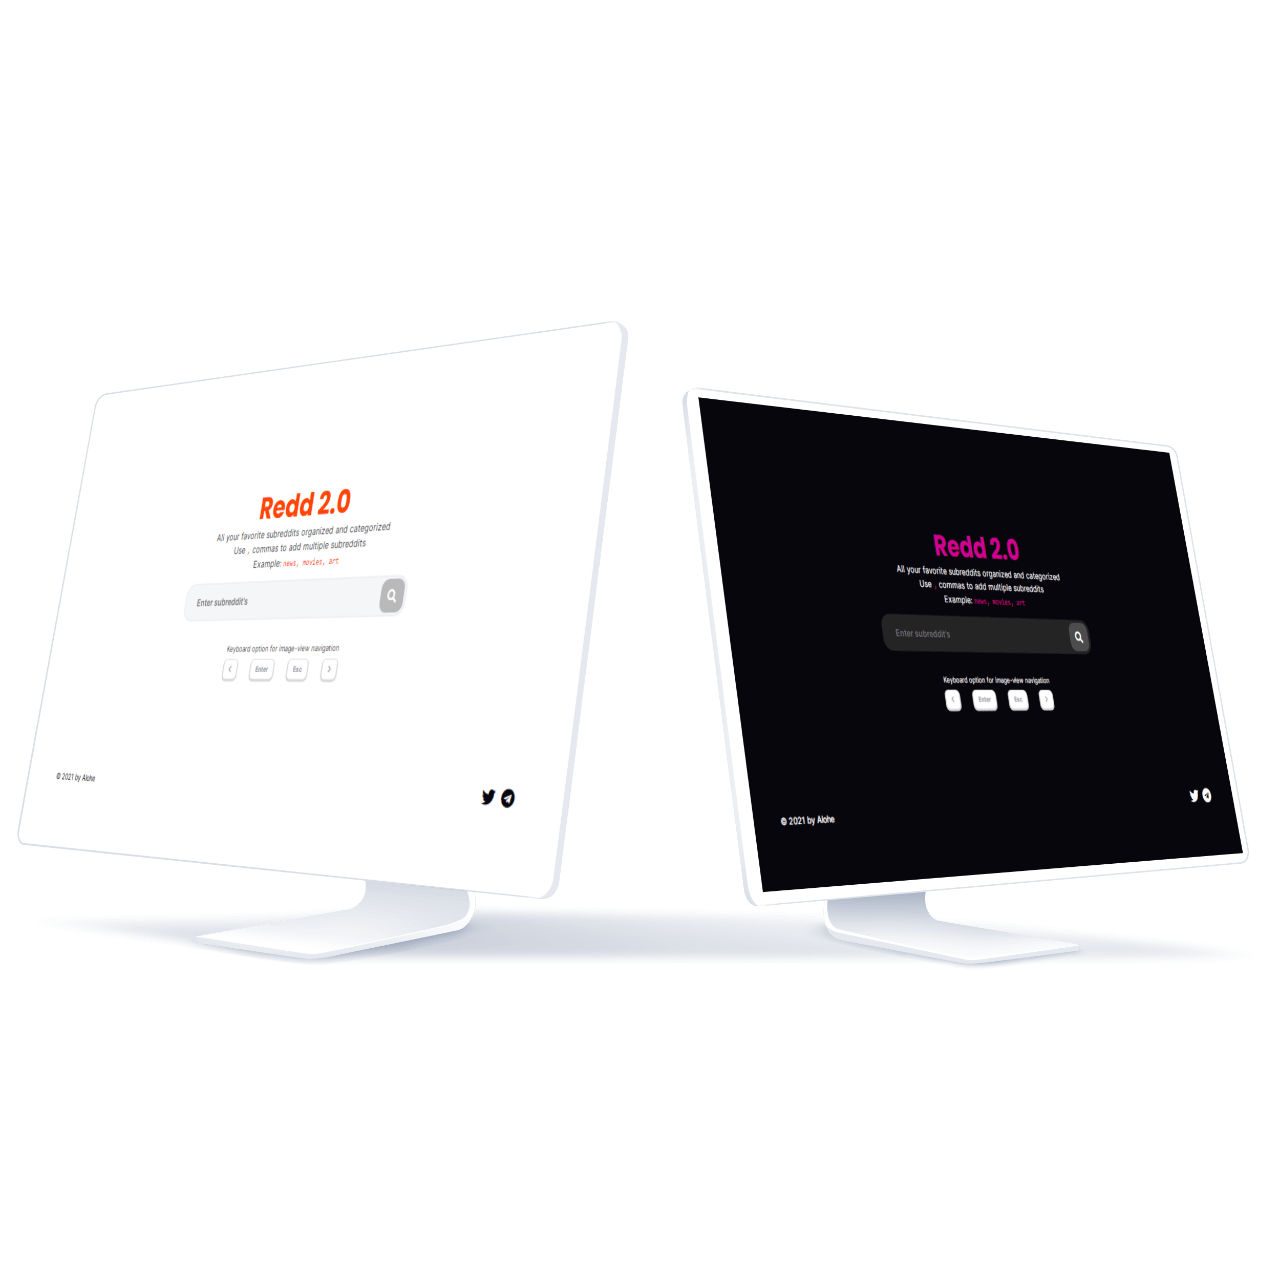 Redd 2.0
All your favorite subreddits organized and categorized
Use , commas to add multiple subreddits
Example: news, movies, art
Enter subreddit's
Keyboard option for image-view navigation
Enter Esc
© 2021 by Alohe
Redd 2.0
All your favorite subreddits organized and categorized
Use , commas to add multiple subreddits
Example: news, movies, art
Enter subreddit's
Keyboard option for image-view navigation
Enter Esc
© 2021 by Alohe